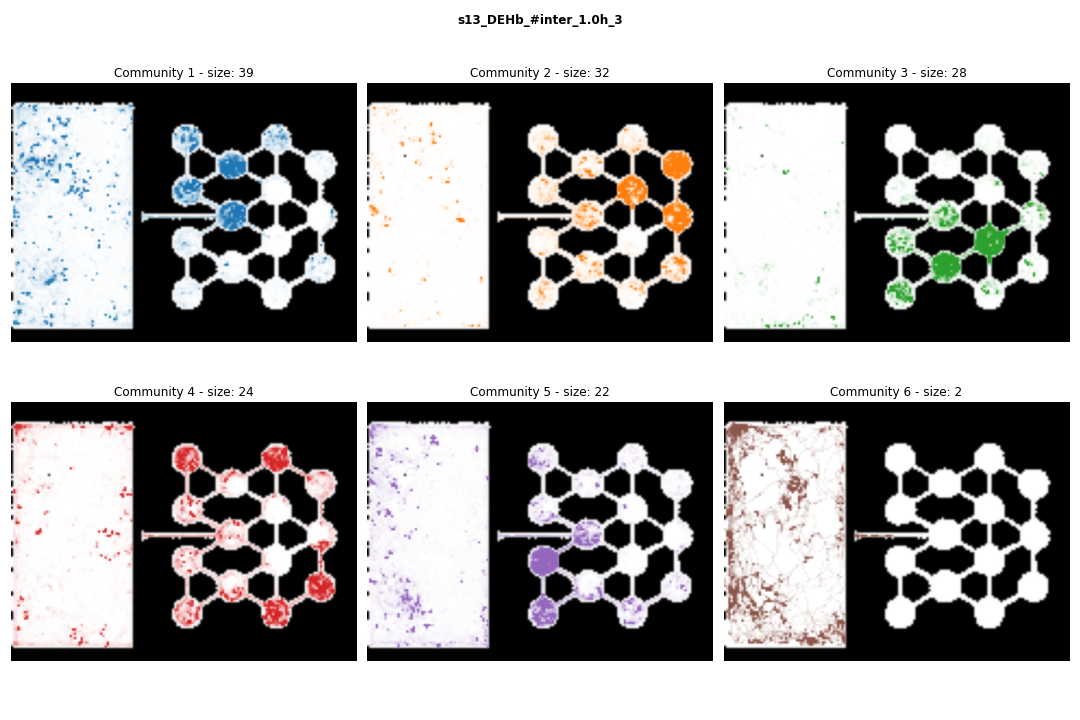 s13_DEHb_#inter_1.0h_3
Community 1 - size: 39
Community 2 - size: 32
Community 3 - size: 28
Community 4 - size: 24
Community 5 - size: 22
Community 6 - size: 2